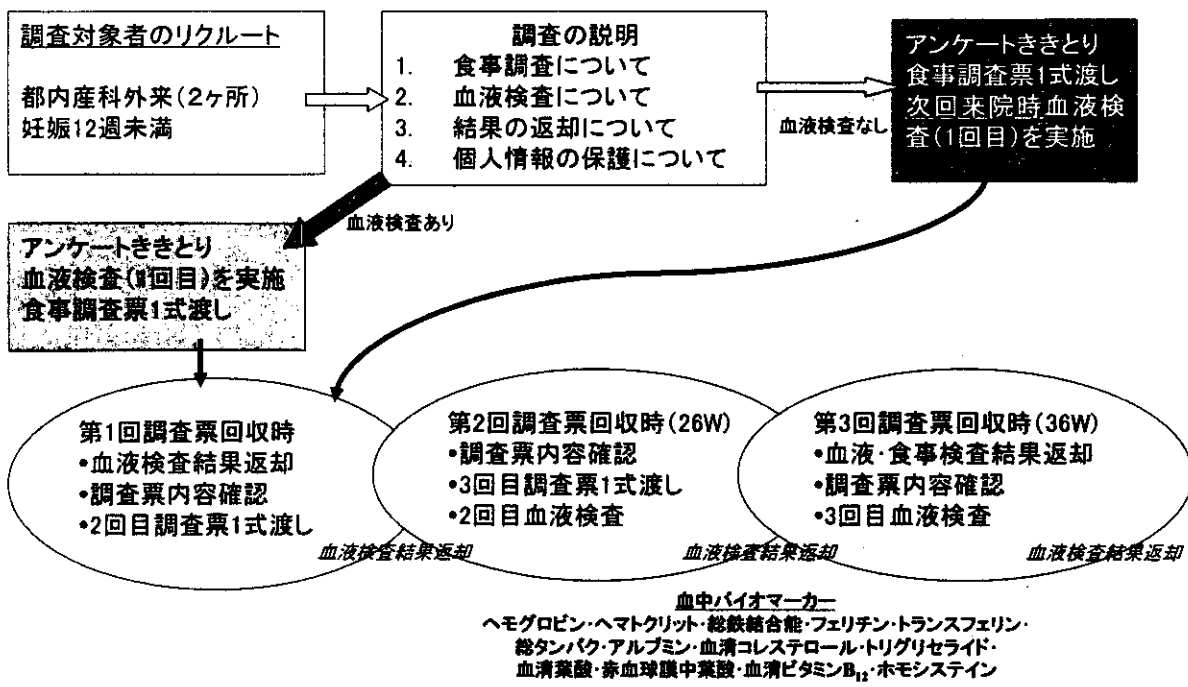 調査対象者のリクルート
都内産科外来(2ヶ所)
妊娠12週未満
調査の説明
1. 食事調査について
2. 血液検査について
3. 結果の返却について
4. 個人情報の保護について
血液検査なし
アンケートききとり
食事調査票1式渡し
次回来院時血液検
査(1回目)を実施
血液検査あり
アンケートききとり
血液検査(1回目)を実施
食事調査票1式渡し
第1回調査票回収時
•血液検査結果返却
•調査票内容確認
•2回目調査票1式渡し
血液検査結果返却
第2回調査票回収時(26W)
•調査票内容確認
•3回目調査票1式渡し
•2回目血液検査
血液検査結果返却
第3回調査票回収時(36W)
•血液・食事検査結果返却
•調査票内容確認
•3回目血液検査
血液検査結果返却
血中バイオマーカー
ヘモグロビン・ヘマトクリット・総鉄結合能・フェリチン・トランスフェリン・
総タンパク・アルブミン・血清コレステロール・トリグリセライド・
血清葉酸・赤血球膜中葉酸・血清ビタミンB12・ホモシステイン